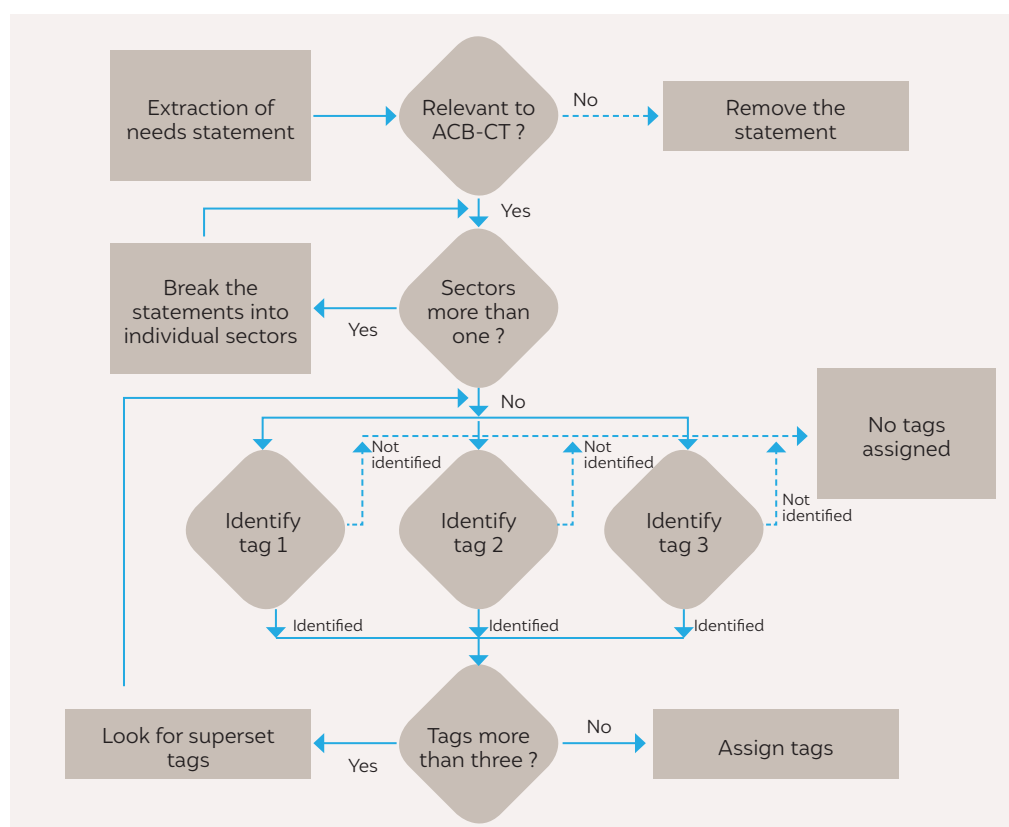 Extraction of
needs statement
Relevant to
ACB-CT ?
No
Remove the
statement
Yes
Break the
statements into
individual sectors
Yes
Sectors
more than
one ?
No
No tags
assigned
Not
identified
Not
identified
Not
identified
Identify
tag 1
Identify
tag 2
Identify
tag 3
Identified
Identified
Identified
Look for superset
tags
Yes
Tags more
than three ?
No
Assign tags